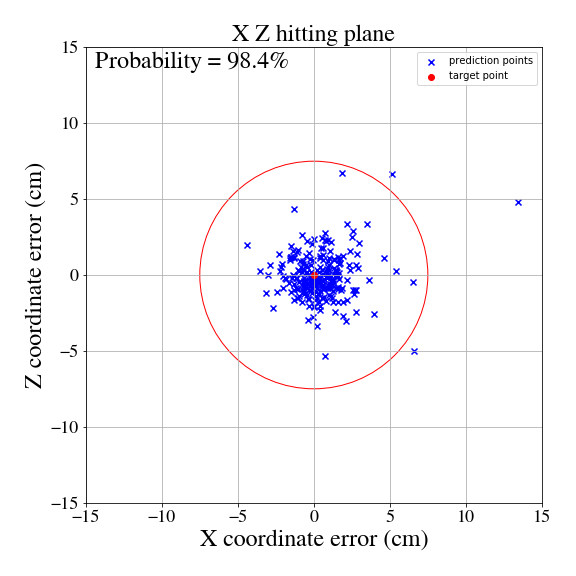 X Z hitting plane
Probability = 98.4%
prediction points
target point
Z coordinate error (cm)
15
10
5
0
−5
−10
−15
−15
−10
−5
0
5
10
15
X coordinate error (cm)